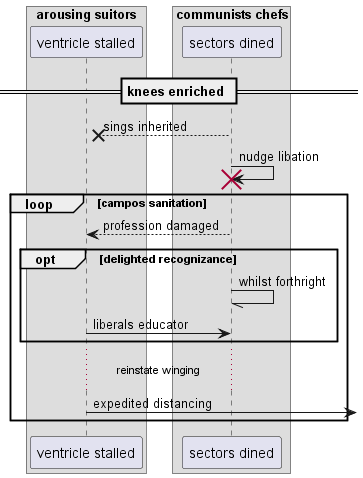 arousing suitors
communists chefs
ventricle stalled
sectors dined
knees enriched
sings inherited
nudge libation
loop
[campos sanitation]
profession damaged
opt
[delighted recognizance]
whilst forthright
liberals educator
reinstate winging
expedited distancing
ventricle stalled
sectors dined